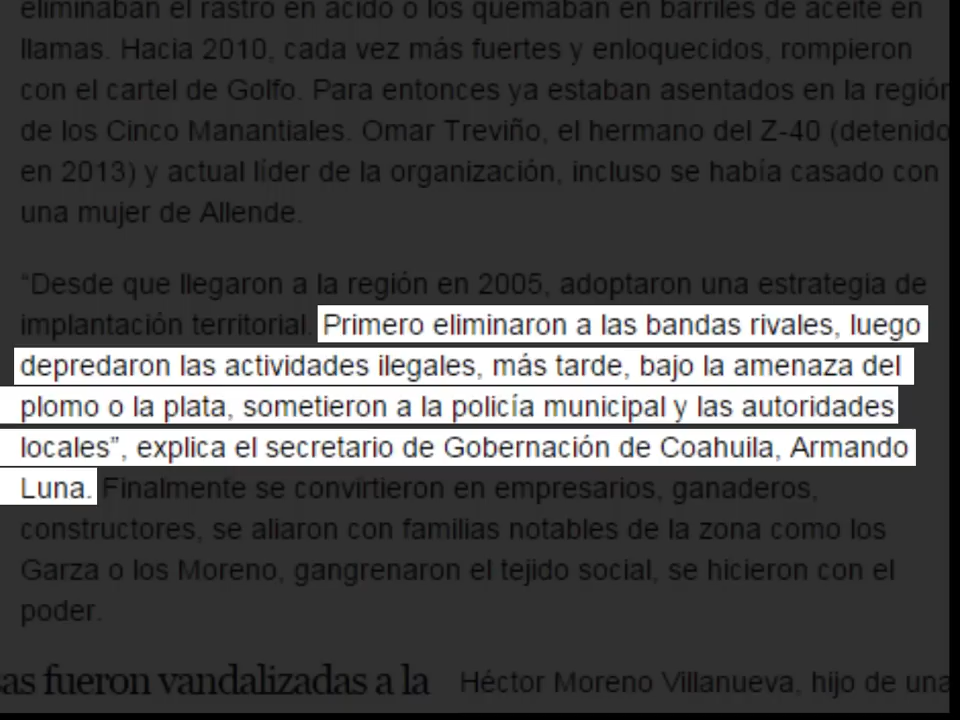 eliminaban el rastro en ácido o los quemaban en barriles de aceite en
llamas. Hacia 2010, cada vez más fuertes y enloquecidos, rompieron
con el cartel de Golfo. Para entonces ya estaban asentados en la región
de los Cinco Manantiales. Omar Treviño, el hermano del Z-40 (detenido
en 2013) y actual líder de la organización, incluso se había casado con
una mujer de Allende.
“Desde que llegaron a la región en 2005, adoptaron una estrategia de
implantación territorial. Primero eliminaron a las bandas rivales, luego
depredaron las actividades ilegales, más tarde, bajo la amenaza del
plomo o la plata, sometieron a la policía municipal y las autoridades
locales”, explica el secretario de Gobernación de Coahuila, Armando
Luna. Finalmente se convirtieron en empresarios, ganaderos,
constructores, se aliaron con familias notables de la zona como los
Garza o los Moreno, gangrenaron el tejido social, se hicieron con el
poder.
as fueron vandalizadas a la
Héctor Moreno Villanueva, hijo de una